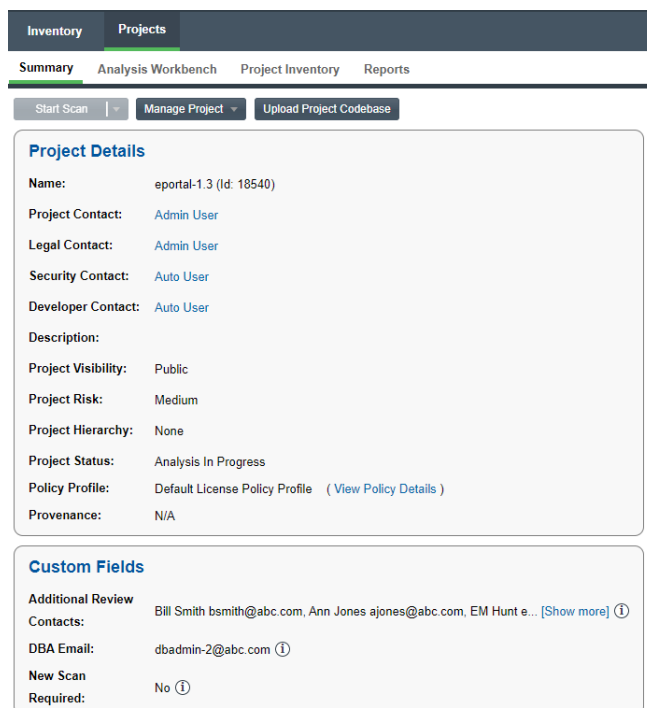 Inventory Projects
Summary Analysis Workbench Project Inventory Reports
Start Scan Manage Project Upload Project Codebase
Project Details
Name: eportal-1.3 (Id: 18540)
Project Contact: Admin User
Legal Contact: Admin User
Security Contact: Auto User
Developer Contact: Auto User
Description:
Project Visibility: Public
Project Risk: Medium
Project Hierarchy: None
Project Status: Analysis In Progress
Policy Profile: Default License Policy Profile ( View Policy Details )
Provenance: N/A
Custom Fields
Additional Review
Contacts: Bill Smith bsmith@abc.com, Ann Jones ajones@abc.com, EM Hunt e... [Show more] i
DBA Email: dbadmin-2@abc.com i
New Scan
Required: No i